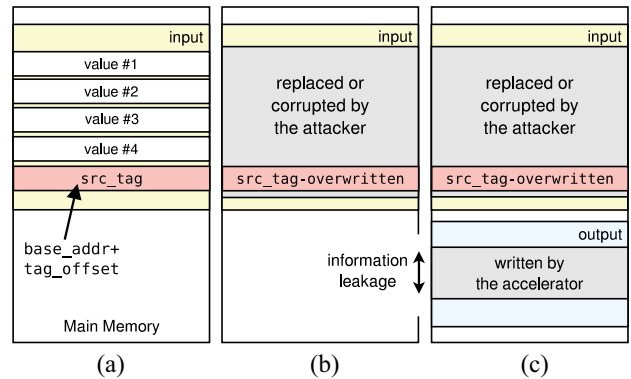 input
value #1
value #2
value #3
value #4
src_tag
base_addr+
tag_offset
Main Memory
(a)
input
replaced or
corrupted by
the attacker
src_tag-overwritten
information
leakage
(b)
input
replaced or
corrupted by
the attacker
src_tag-overwritten
output
written by
the accelerator
(c)